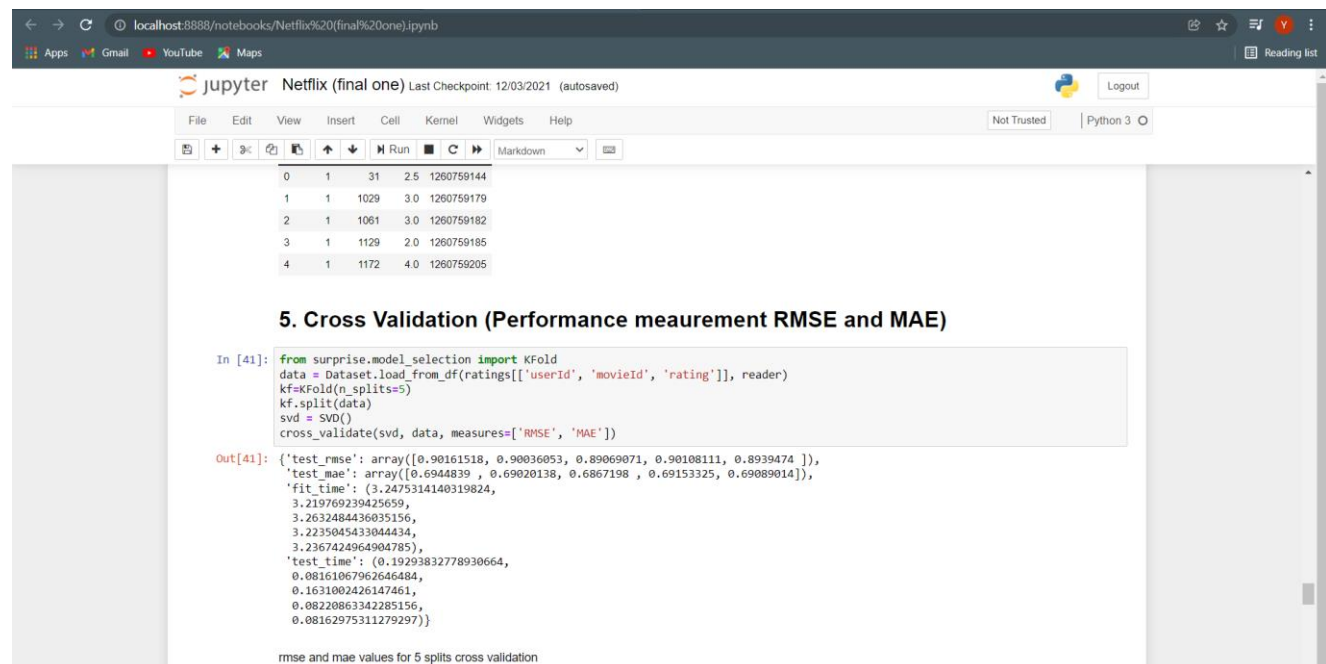 localhost:8888/notebooks/Netflix%20(final%20one).ipynb
Y
Apps Gmail YouTube Maps Reading list
jupyter Netflix (final one) Last Checkpoint: 12/03/2021 (autosaved) Logout
File Edit View Insert Cell Kernel Widgets Help Not Trusted Python 3
Run Markdown
0 1 31 2.5 1260759144
1 1 1029 3.0 1260759179
2 1 1061 3.0 1260759182
3 1 1129 2.0 1260759185
4 1 1172 4.0 1260759205
5. Cross Validation (Performance meaurement RMSE and MAE)
In [41]: from surprise.model_selection import KFold
data = Dataset.load_from_df(ratings[['userId', 'movieId', 'rating']], reader)
kf=KFold(n_splits=5)
kf.split(data)
svd = SVD()
cross_validate(svd, data, measures=['RMSE', 'MAE'])
Out[41]: {'test_rmse': array([0.90161518, 0.90036053, 0.89069071, 0.90108111, 0.8939474 ]),
'test_mae': array([0.6944839 , 0.69020138, 0.6867198 , 0.69153325, 0.69089014]),
'fit_time': (3.2475314140319824,
3.219769239425659,
3.2632484436035156,
3.2235045433044434,
3.2367424964904785),
'test_time': (0.19293832778930664,
0.08161067962646484,
0.1631002426147461,
0.08220863342285156,
0.08162975311279297)}
rmse and mae values for 5 splits cross validation